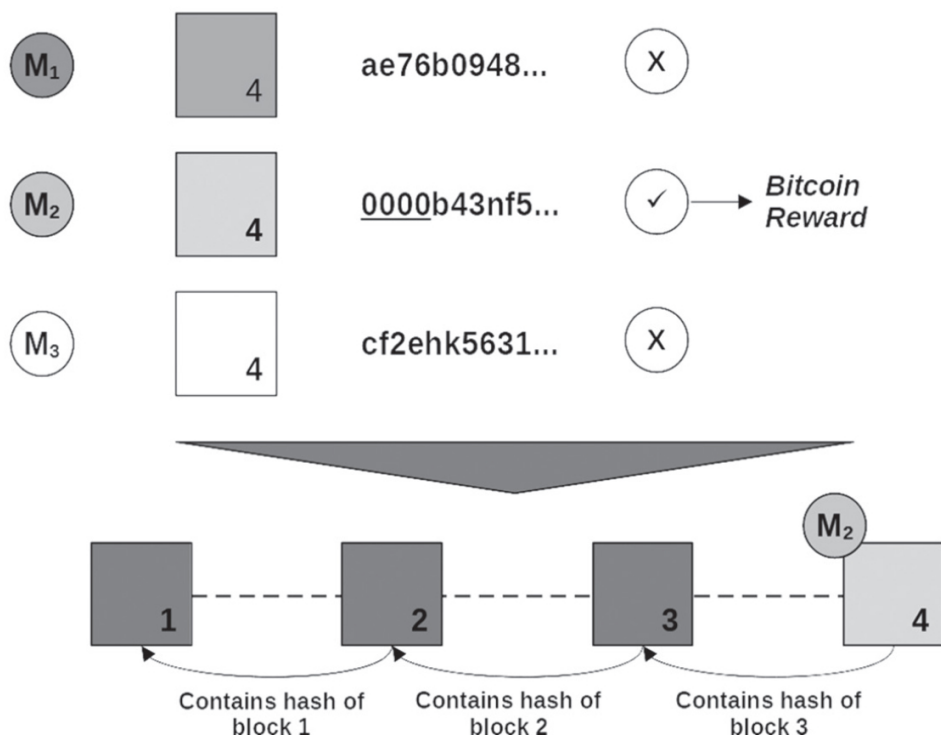 M₁ 4 ae76b0948... X
M₂ 4 0000b43nf5... ✓ Bitcoin
Reward
M₃ 4 cf2ehk5631... X
M₂
1 2 3 4
Contains hash of Contains hash of Contains hash of
block 1 block 2 block 3